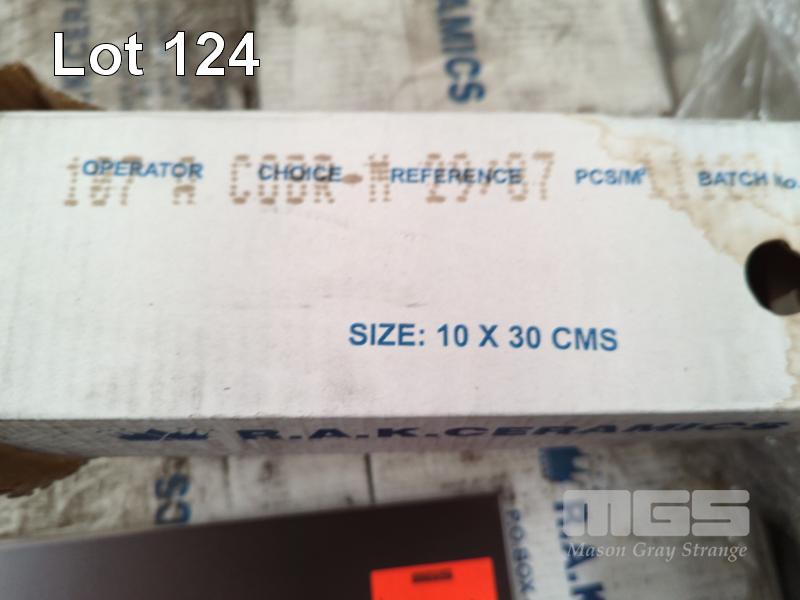 Lot 124
CERAMICS
OPERATOR CHOICE REFERENCE PCS/M² BATCH No.
SIZE: 10 X 30 CMS
R.A.K.CERAMICS
P.O.BOX
R.A.K.
MGS
Mason Gray Strange